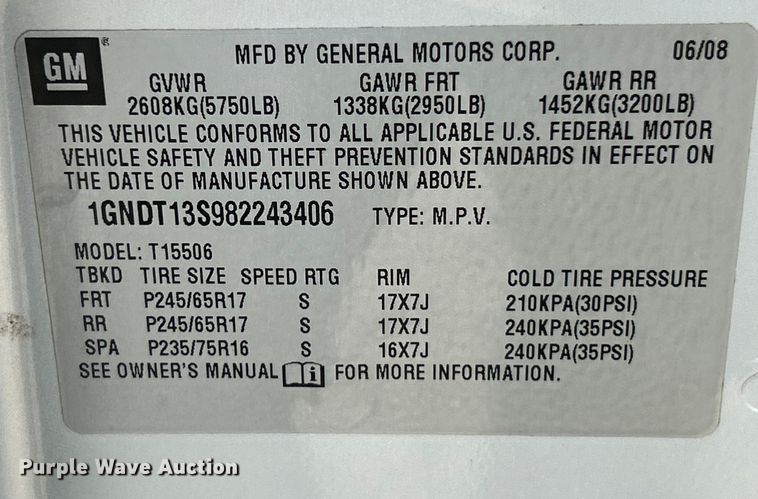 GM ® MFD BY GENERAL MOTORS CORP. 06/08
GVWR GAWR FRT GAWR RR
2608KG(5750LB) 1338KG(2950LB) 1452KG(3200LB)
THIS VEHICLE CONFORMS TO ALL APPLICABLE U.S. FEDERAL MOTOR
VEHICLE SAFETY AND THEFT PREVENTION STANDARDS IN EFFECT ON
THE DATE OF MANUFACTURE SHOWN ABOVE.
1GNDT13S982243406 TYPE: M.P.V.
MODEL: T15506
TBKD TIRE SIZE SPEED RTG RIM COLD TIRE PRESSURE
FRT P245/65R17 S 17X7J 210KPA(30PSI)
RR P245/65R17 S 17X7J 240KPA(35PSI)
SPA P235/75R16 S 16X7J 240KPA(35PSI)
SEE OWNER'S MANUAL i FOR MORE INFORMATION.
Purple Wave Auction